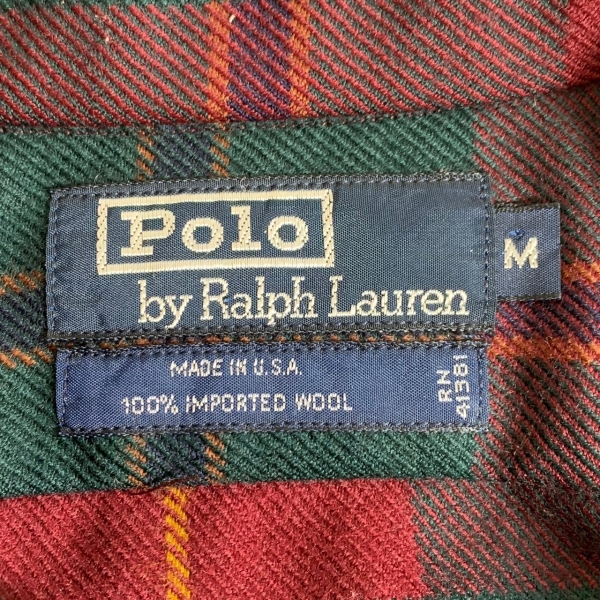 Polo
by Ralph Lauren
M
MADE IN U.S.A.
100% IMPORTED WOOL
RN
41381